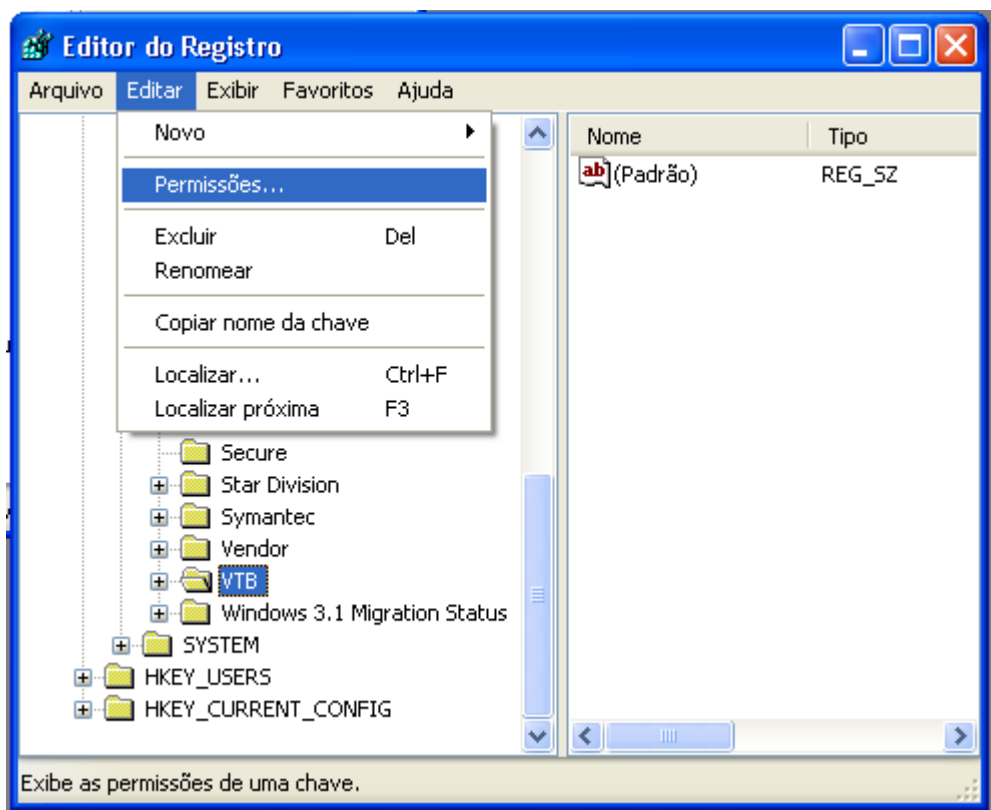 Editor do Registro
Arquivo Editar Exibir Favoritos Ajuda
Novo
Permissões...
Excluir Del
Renomear
Copiar nome da chave
Localizar... Ctrl+F
Localizar próxima F3
Secure
Star Division
Symantec
Vendor
VTB
Windows 3.1 Migration Status
SYSTEM
HKEY_USERS
HKEY_CURRENT_CONFIG
Nome Tipo
ab (Padrão) REG_SZ
Exibe as permissões de uma chave.